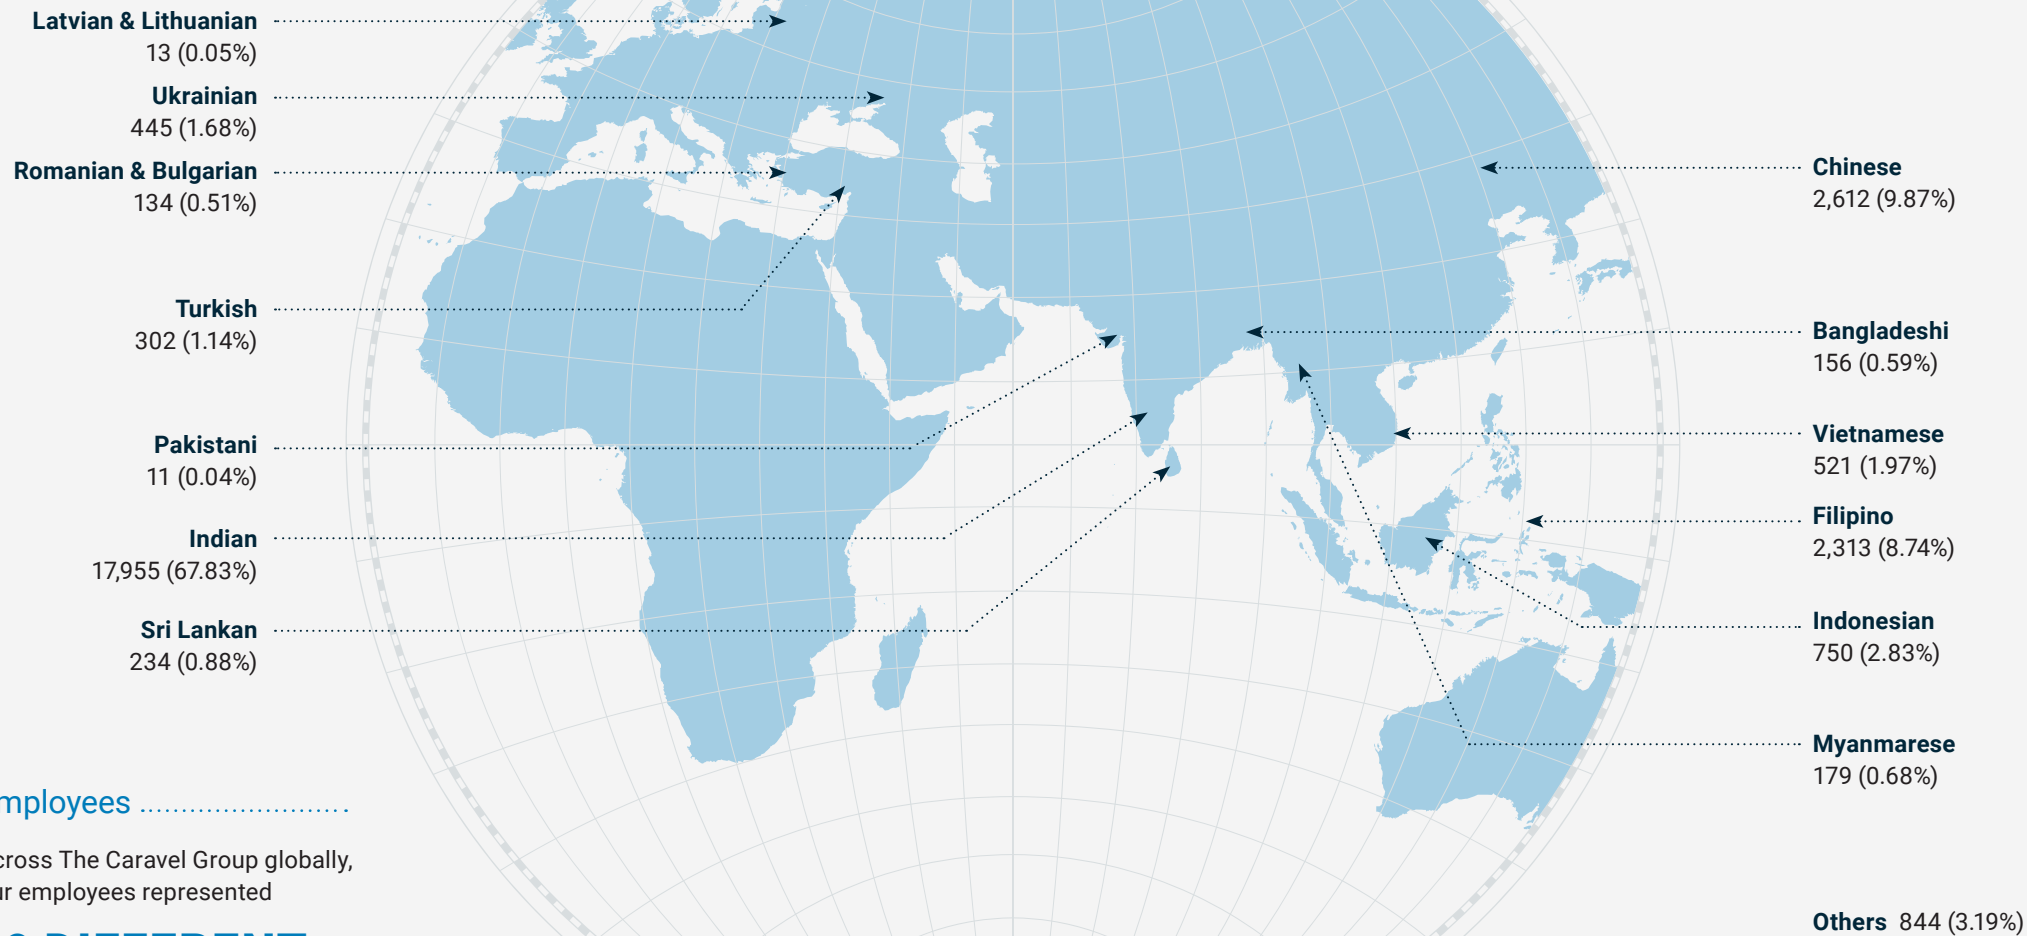 Latvian & Lithuanian
13 (0.05%)
Ukrainian
445 (1.68%)
Romanian & Bulgarian
134 (0.51%)
Turkish
302 (1.14%)
Pakistani
11 (0.04%)
Indian
17,955 (67.83%)
Sri Lankan
234 (0.88%)
mployees
cross The Caravel Group globally,
ur employees represented
DIFFERENT
Chinese
2,612 (9.87%)
Bangladeshi
156 (0.59%)
Vietnamese
521 (1.97%)
Filipino
2,313 (8.74%)
Indonesian
750 (2.83%)
Myanmarese
179 (0.68%)
Others 844 (3.19%)